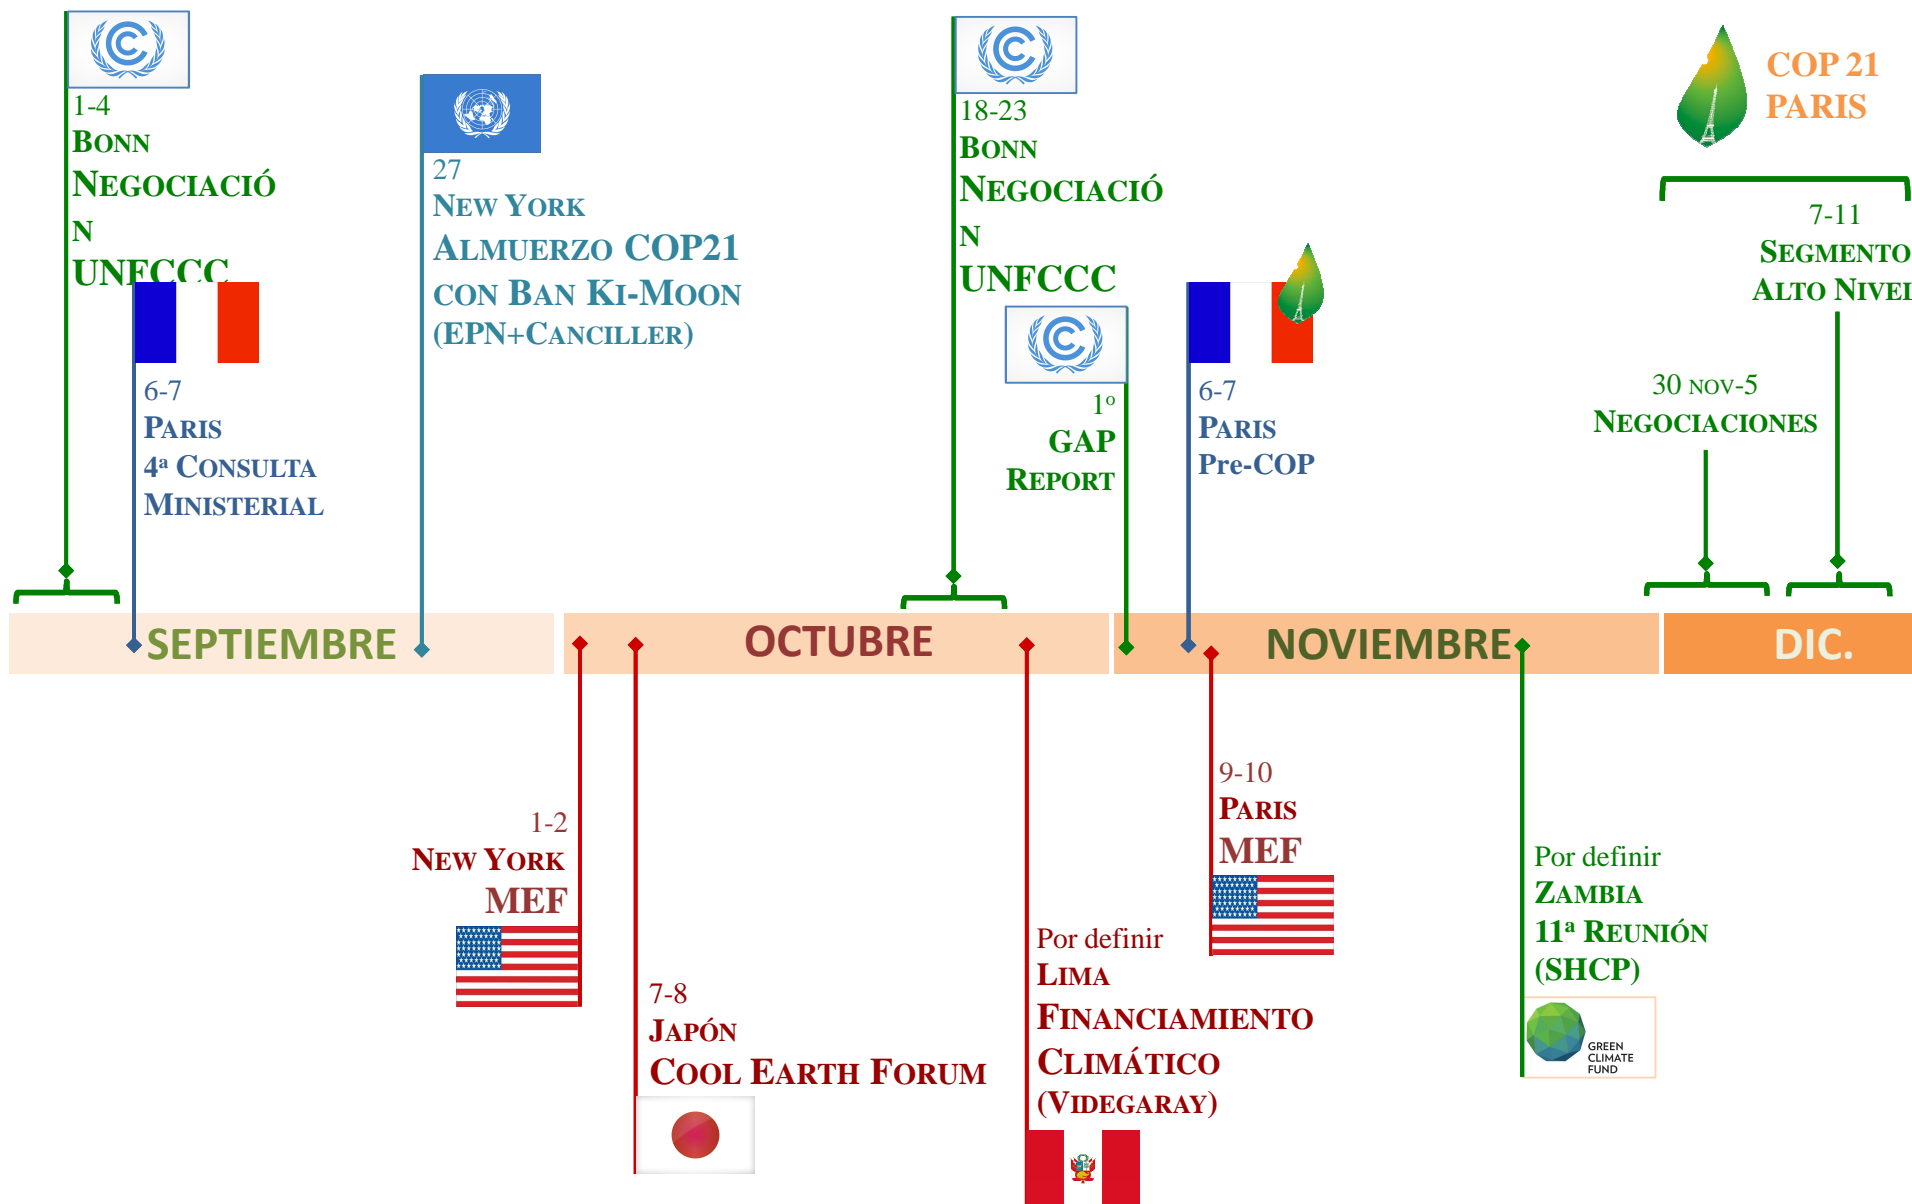 1-4
BONN
NEGOCIACIÓ
N
UNFCCC
6-7
PARIS
4ª CONSULTA
MINISTERIAL
27
NEW YORK
ALMUERZO COP21
CON BAN KI-MOON
(EPN+CANCILLER)
18-23
BONN
NEGOCIACIÓ
N
UNFCCC
1º
GAP
REPORT
6-7
PARIS
Pre-COP
COP 21
PARIS
7-11
SEGMENTO
ALTO NIVEL
30 NOV-5
NEGOCIACIONES
SEPTIEMBRE
OCTUBRE
NOVIEMBRE
DIC.
1-2
NEW YORK
MEF
7-8
JAPÓN
COOL EARTH FORUM
Por definir
LIMA
FINANCIAMIENTO
CLIMÁTICO
(VIDEGARAY)
9-10
PARIS
MEF
Por definir
ZAMBIA
11ª REUNIÓN
(SHCP)
GREEN
CLIMATE
FUND